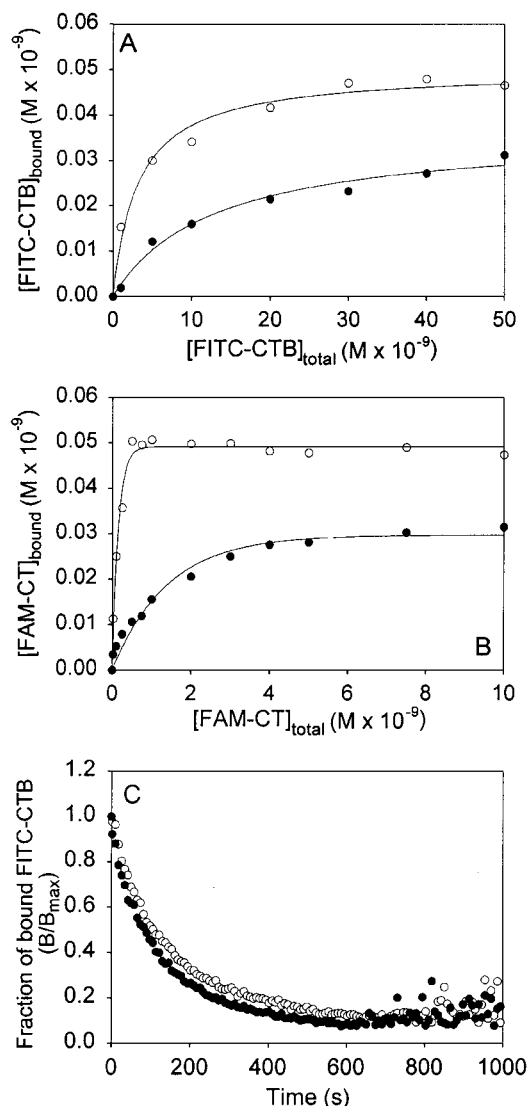 A
[FITC-CTB]bound (M x 10-9)
0.06
0.05
0.04
0.03
0.02
0.01
0.00
0 10 20 30 40 50
[FITC-CTB]total (M x 10-9)
[FAM-CT]bound (M x 10-9)
0.06
0.05
0.04
0.03
0.02
0.01
0.00
B
0 2 4 6 8 10
[FAM-CT]total (M x 10-9)
C
Fraction of bound FITC-CTB
(B/Bmax)
1.2
1.0
0.8
0.6
0.4
0.2
0.0
0 200 400 600 800 1000
Time (s)